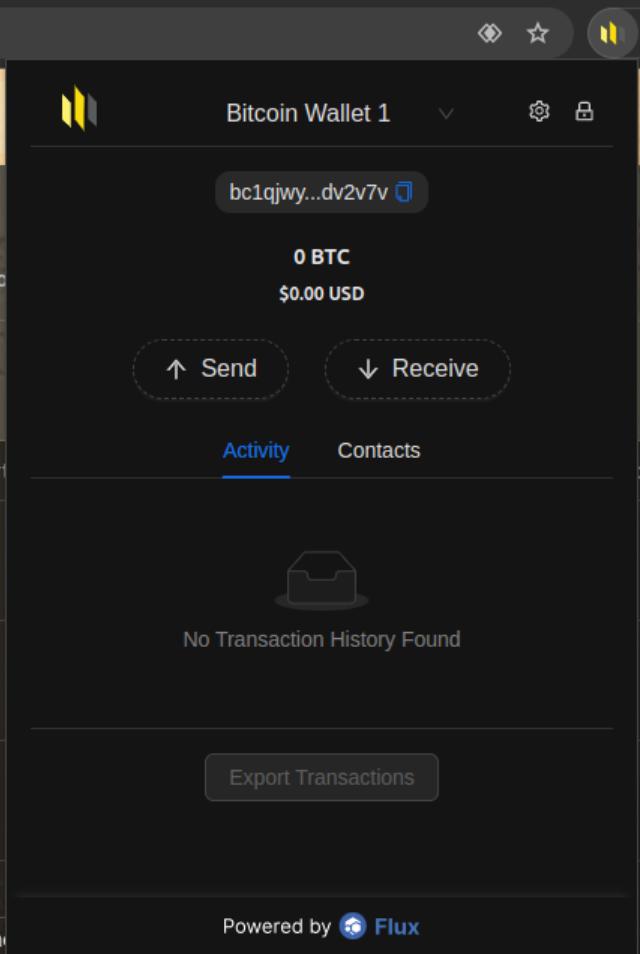 Bitcoin Wallet 1
bc1qjwy...dv2v7v
0 BTC
$0.00 USD
Send
Receive
Activity
Contacts
No Transaction History Found
Export Transactions
Powered by Flux